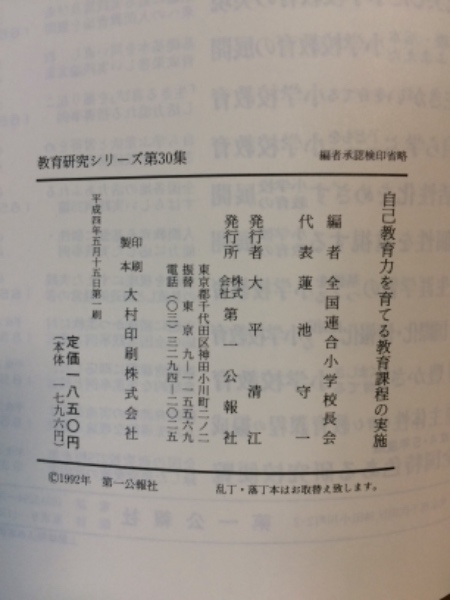 教育研究シリーズ第30集
編者承認検印省略
自己教育力を育てる教育課程の実施
編者 全国連合小学校長会
代表 蓮池守一
発行者 大平清江
発行所 株式会社 第一公報社
東京都千代田区神田小川町二ノ二
振替 東京 九―一一五五六九
電話(〇三)三二九四―二〇二五
印刷製本 大村印刷株式会社
平成四年五月十五日第一刷
定価一八五〇円
(本体 一七九六円)
©1992年 第一公報社
乱丁・落丁本はお取替え致します。